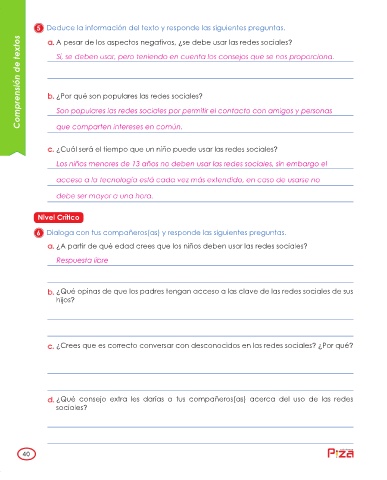 Comprensión de textos
5 Deduce la información del texto y responde las siguientes preguntas.
a. A pesar de los aspectos negativos, ¿se debe usar las redes sociales?
Sí, se deben usar, pero teniendo en cuenta los consejos que se nos proporciona.
b. ¿Por qué son populares las redes sociales?
Son populares las redes sociales por permitir el contacto con amigos y personas
que comparten intereses en común.
c. ¿Cuál será el tiempo que un niño puede usar las redes sociales?
Los niños menores de 13 años no deben usar las redes sociales, sin embargo el
acceso a la tecnología está cada vez más extendido, en caso de usarse no
debe ser mayor a una hora.
Nivel Crítico
6 Dialoga con tus compañeros(as) y responde las siguientes preguntas.
a. ¿A partir de qué edad crees que los niños deben usar las redes sociales?
Respuesta libre
b. ¿Qué opinas de que los padres tengan acceso a las clave de las redes sociales de sus
hijos?
c. ¿Crees que es correcto conversar con desconocidos en las redes sociales? ¿Por qué?
d. ¿Qué consejo extra les darías a tus compañeros(as) acerca del uso de las redes
sociales?
40